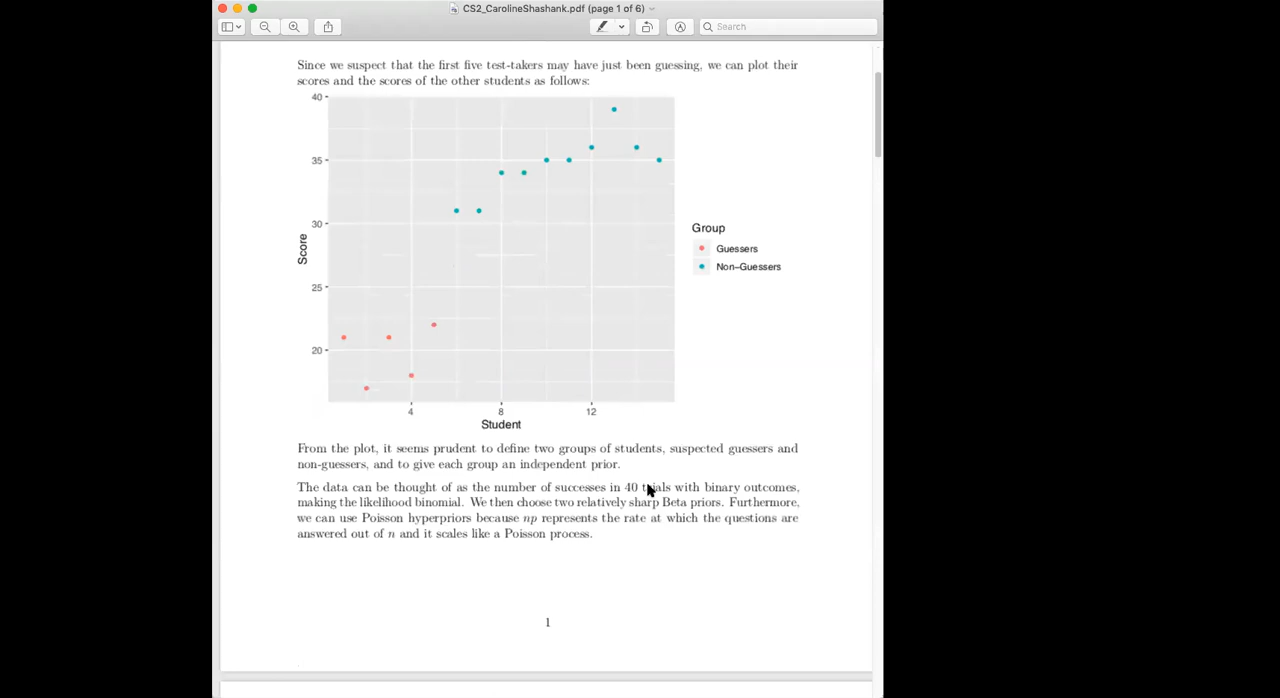 CS2_CarolineShashank.pdf (page 1 of 6)
Search
Since we suspect that the first five test-takers may have just been guessing, we can plot their
scores and the scores of the other students as follows:
40
35
30
25
20
Score
4
8
12
Student
Group
Guessers
Non-Guessers
From the plot, it seems prudent to define two groups of students, suspected guessers and
non-guessers, and to give each group an independent prior.
The data can be thought of as the number of successes in 40 trials with binary outcomes,
making the likelihood binomial. We then choose two relatively sharp Beta priors. Furthermore,
we can use Poisson hyperpriors because np represents the rate at which the questions are
answered out of n and it scales like a Poisson process.
1